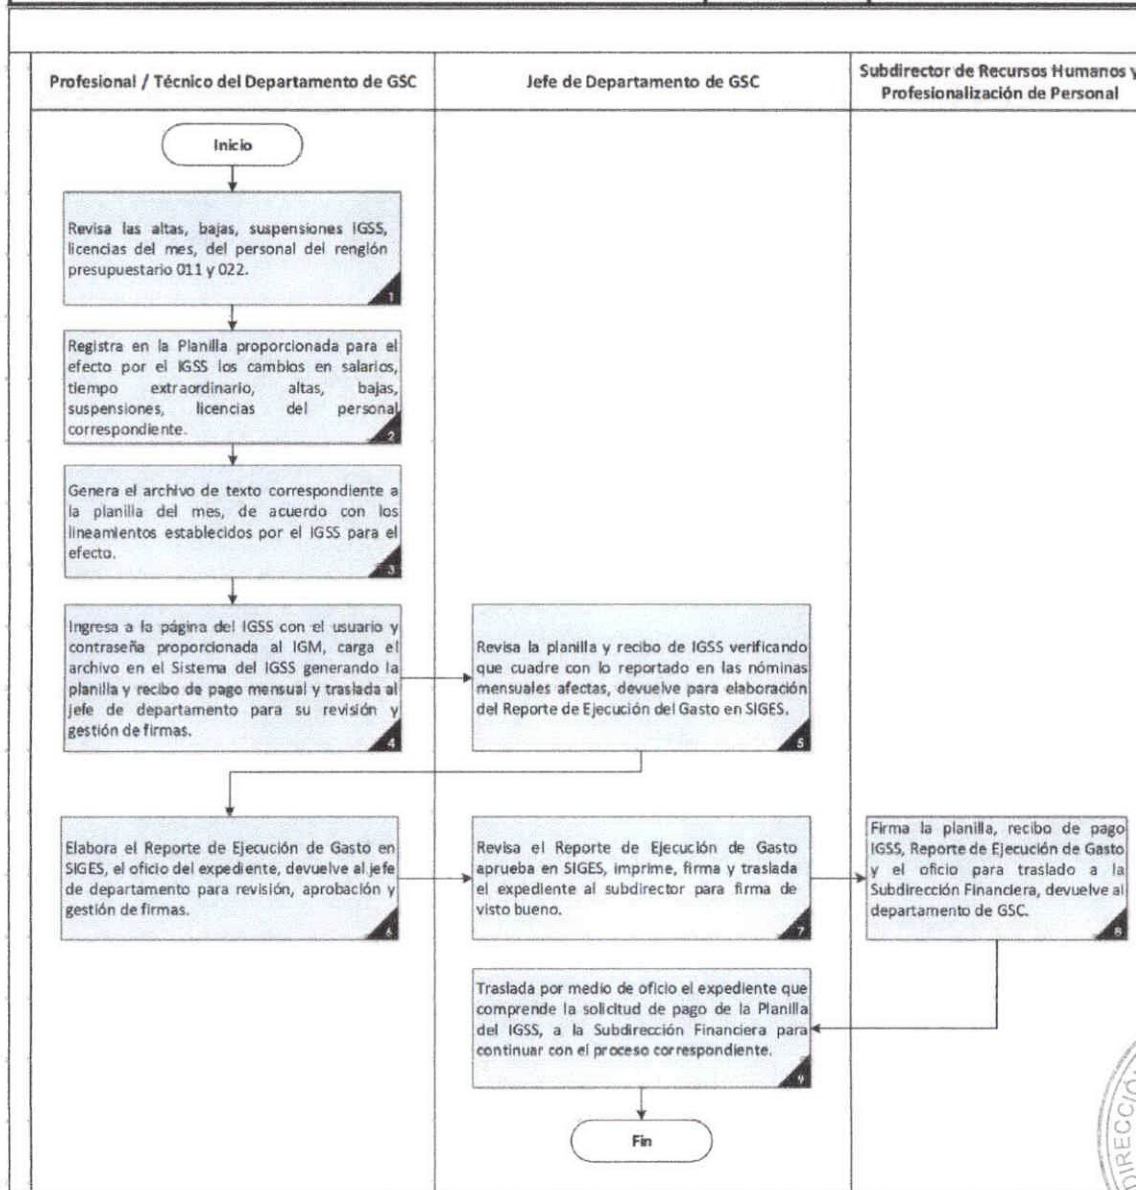 Profesional / Técnico del Departamento de GSC
Jefe de Departamento de GSC
Subdirector de Recursos Humanos y
Profesionalización de Personal
Inicio
Revisa las altas, bajas, suspensiones IGSS,
licencias del mes, del personal del renglón
presupuestario 011 y 022.
1
Registra en la Planilla proporcionada para el
efecto por el IGSS los cambios en salarios,
tiempo extraordinario, altas, bajas,
suspensiones, licencias del personal
correspondiente.
2
Genera el archivo de texto correspondiente a
la planilla del mes, de acuerdo con los
lineamientos establecidos por el IGSS para el
efecto.
3
Ingresa a la página del IGSS con el usuario y
contraseña proporcionada al IGM, carga el
archivo en el Sistema del IGSS generando la
planilla y recibo de pago mensual y traslada al
jefe de departamento para su revisión y
gestión de firmas.
4
Revisa la planilla y recibo de IGSS verificando
que cuadre con lo reportado en las nóminas
mensuales afectas, devuelve para elaboración
del Reporte de Ejecución del Gasto en SIGES.
5
Elabora el Reporte de Ejecución de Gasto en
SIGES, el oficio del expediente, devuelve al jefe
de departamento para revisión, aprobación y
gestión de firmas.
6
Revisa el Reporte de Ejecución de Gasto
aprueba en SIGES, imprime, firma y traslada
el expediente al subdirector para firma de
visto bueno.
7
Firma la planilla, recibo de pago
IGSS, Reporte de Ejecución de Gasto
y el oficio para traslado a la
Subdirección Financiera, devuelve al
departamento de GSC.
8
Traslada por medio de oficio el expediente que
comprende la solicitud de pago de la Planilla
del IGSS, a la Subdirección Financiera para
continuar con el proceso correspondiente.
9
Fin
DIRECCIÓN